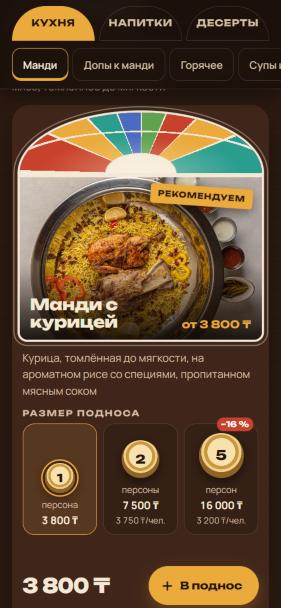 КУХНЯ НАПИТКИ ДЕСЕРТЫ
Манди Допы к манди Горячее Супы и
РЕКОМЕНДУЕМ
Манди с
курицей
от 3 800 ₸
Курица, томлённая до мягкости, на
ароматном рисе со специями, пропитанном
мясным соком
РАЗМЕР ПОДНОСА
−16 %
1 2 5
персона персоны персон
3 800 ₸ 7 500 ₸ 16 000 ₸
3 750 ₸/чел. 3 200 ₸/чел.
3 800 ₸ + В поднос